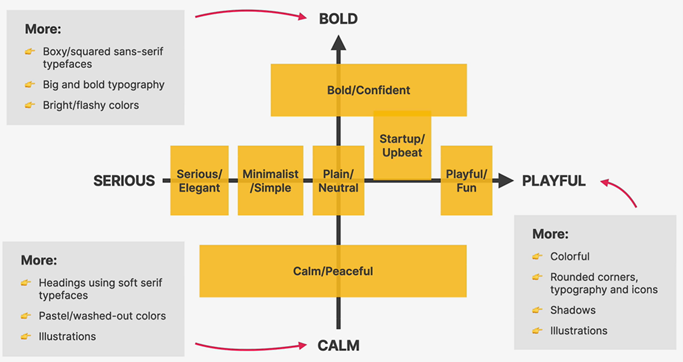 BOLD
More:
Boxy/squared sans-serif
typefaces
Big and bold typography
Bright/flashy colors
Bold/Confident
Startup/
Upbeat
SERIOUS
Serious/
Elegant
Minimalist
/Simple
Plain/
Neutral
Playful/
Fun
PLAYFUL
More:
Colorful
Rounded corners,
typography and icons
Shadows
Illustrations
More:
Headings using soft serif
typefaces
Pastel/washed-out colors
Illustrations
Calm/Peaceful
CALM